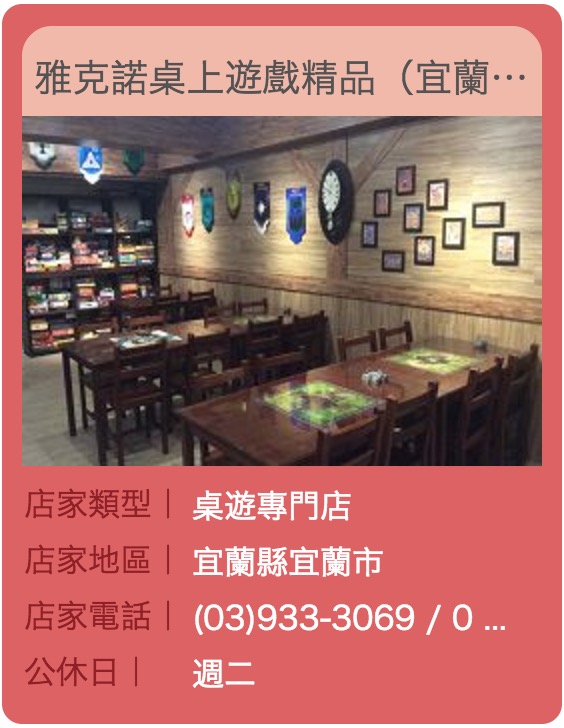 雅克諾桌上遊戲精品（宜蘭…
店家類型｜ 桌遊專門店
店家地區｜ 宜蘭縣宜蘭市
店家電話｜ (03)933-3069 / 0 ...
公休日｜ 週二